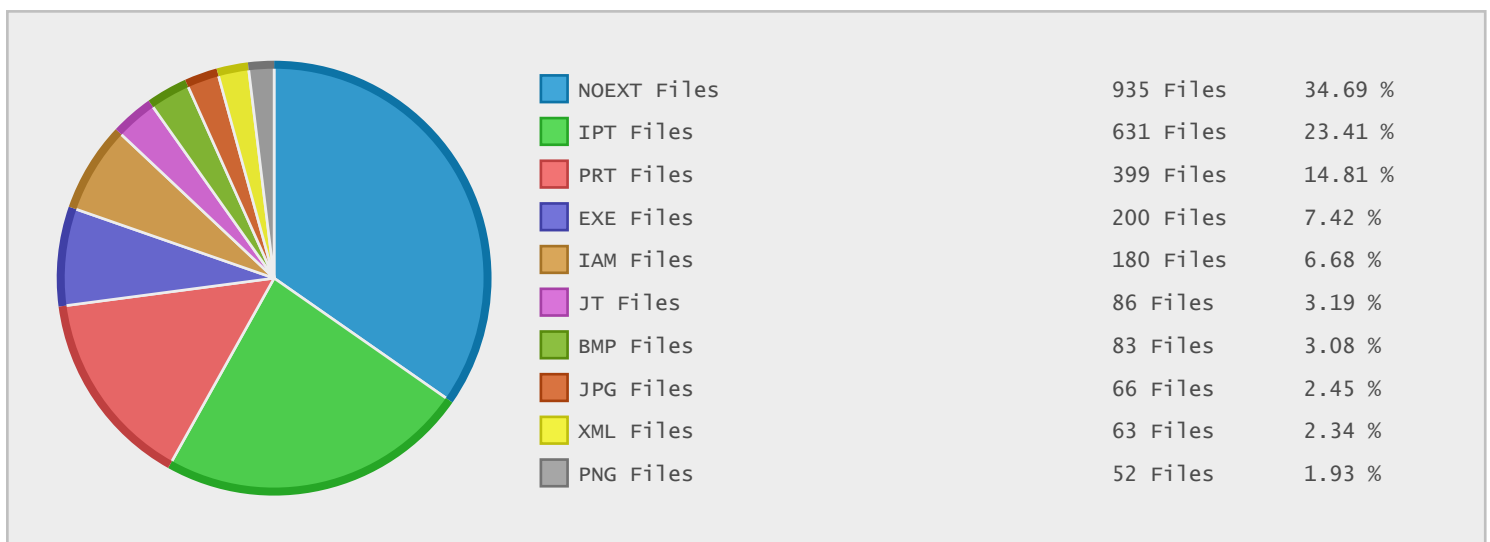 NOEXT Files 935 Files 34.69 %
IPT Files 631 Files 23.41 %
PRT Files 399 Files 14.81 %
EXE Files 200 Files 7.42 %
IAM Files 180 Files 6.68 %
JT Files 86 Files 3.19 %
BMP Files 83 Files 3.08 %
JPG Files 66 Files 2.45 %
XML Files 63 Files 2.34 %
PNG Files 52 Files 1.93 %